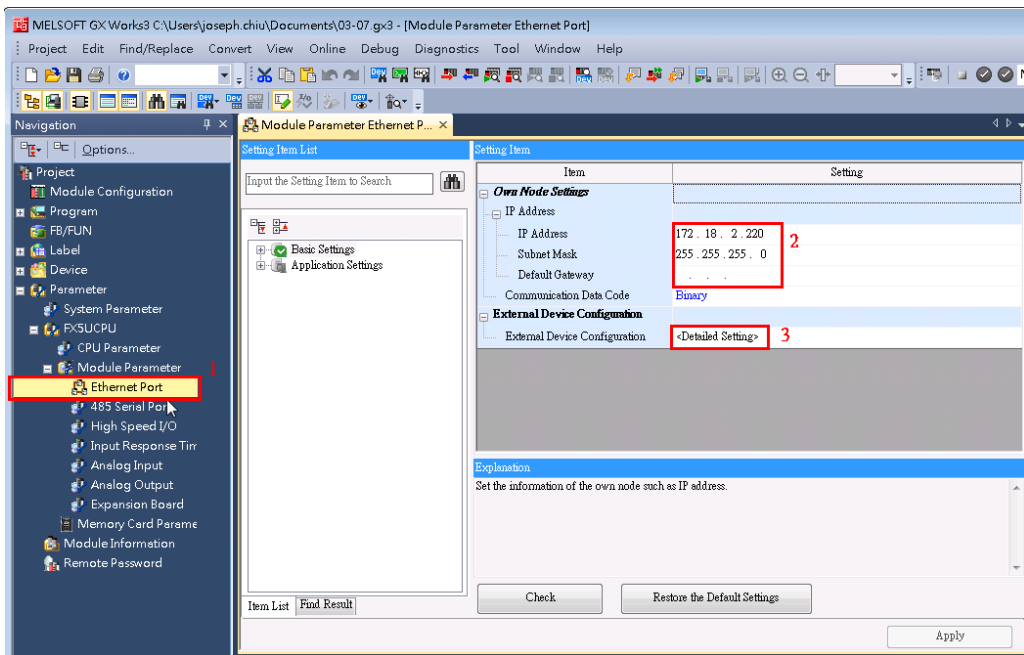 MELSOFT GX Works3 C:\Users\joseph.chiu\Documents\03-07.gx3 - [Module Parameter Ethernet Port]
Project Edit Find/Replace Convert View Online Debug Diagnostics Tool Window Help
Navigation
Options...
Project
Module Configuration
Program
FB/FUN
Label
Device
Parameter
System Parameter
FX5UCPU
CPU Parameter
Module Parameter
1
Ethernet Port
485 Serial Port
High Speed I/O
Input Response Tim
Analog Input
Analog Output
Expansion Board
Memory Card Parame
Module Information
Remote Password
Module Parameter Ethernet P...
Setting Item List
Input the Setting Item to Search
Basic Settings
Application Settings
Item List Find Result
Setting Item
Item Setting
Own Node Settings
IP Address
IP Address 172 . 18 . 2 . 220
Subnet Mask 255 . 255 . 255 . 0
2
Default Gateway . . .
Communication Data Code Binary
External Device Configuration
External Device Configuration <Detailed Setting> 3
Explanation
Set the information of the own node such as IP address.
Check Restore the Default Settings
Apply